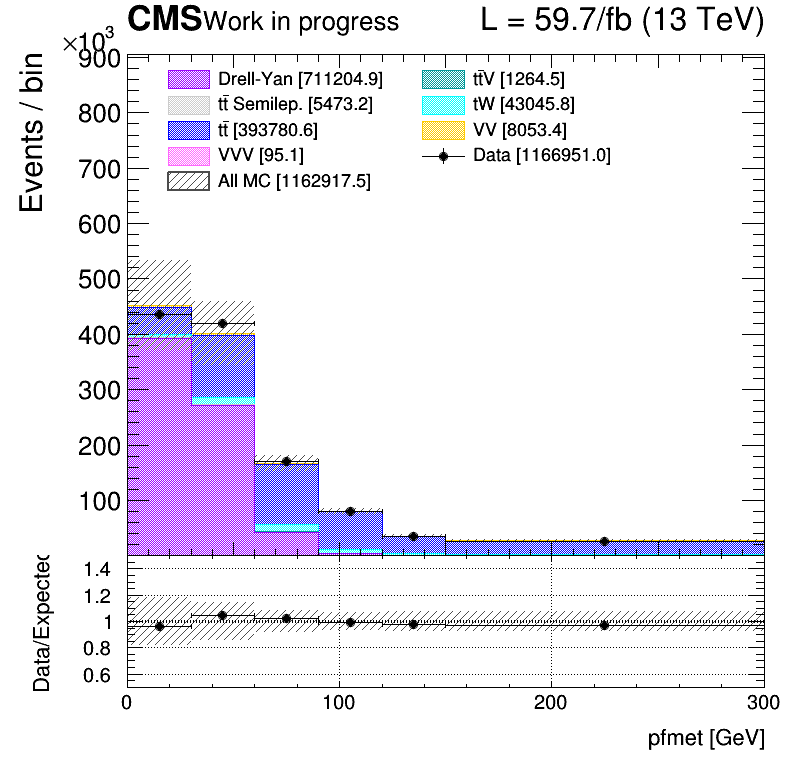 CMS Work in progress L = 59.7/fb (13 TeV)
×10³
Events / bin
900
800
700
600
500
400
300
200
100
Drell-Yan [711204.9]
tt̄ Semilep. [5473.2]
tt̄ [393780.6]
VVV [95.1]
All MC [1162917.5]
tt̄V [1264.5]
tW [43045.8]
VV [8053.4]
Data [1166951.0]
Data/Expected
1.4
1.2
1
0.8
0.6
0 100 200 300
pfmet [GeV]